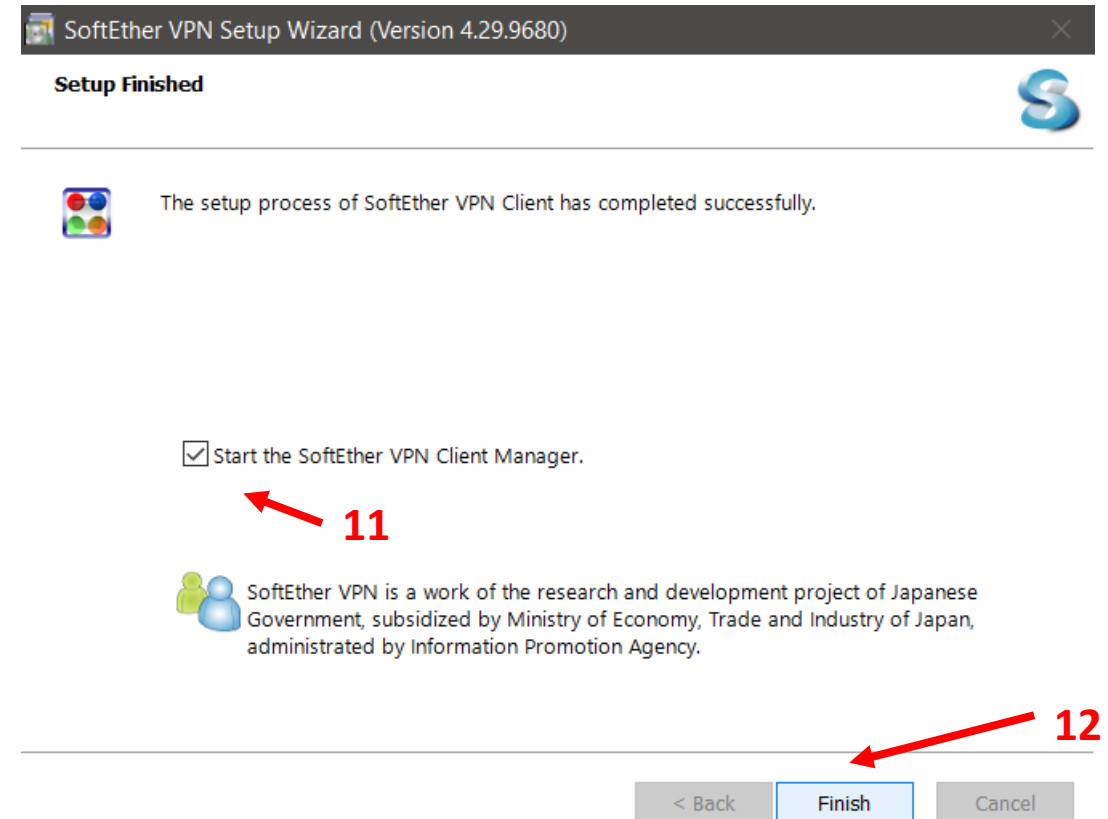 SoftEther VPN Setup Wizard (Version 4.29.9680)
Setup Finished
The setup process of SoftEther VPN Client has completed successfully.
Start the SoftEther VPN Client Manager.
11
SoftEther VPN is a work of the research and development project of Japanese
Government, subsidized by Ministry of Economy, Trade and Industry of Japan,
administrated by Information Promotion Agency.
12
< Back
Finish
Cancel